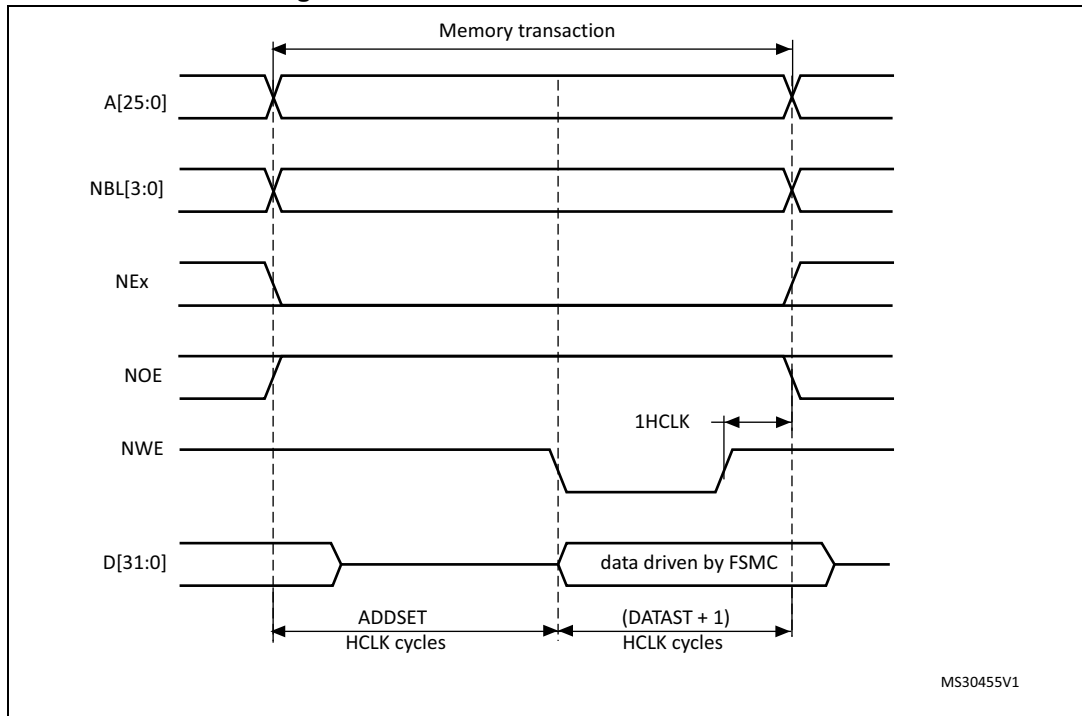 Memory transaction
A[25:0]
NBL[3:0]
NEx
NOE
1HCLK
NWE
D[31:0]
data driven by FSMC
ADDSET
HCLK cycles
(DATAST + 1)
HCLK cycles
MS30455V1